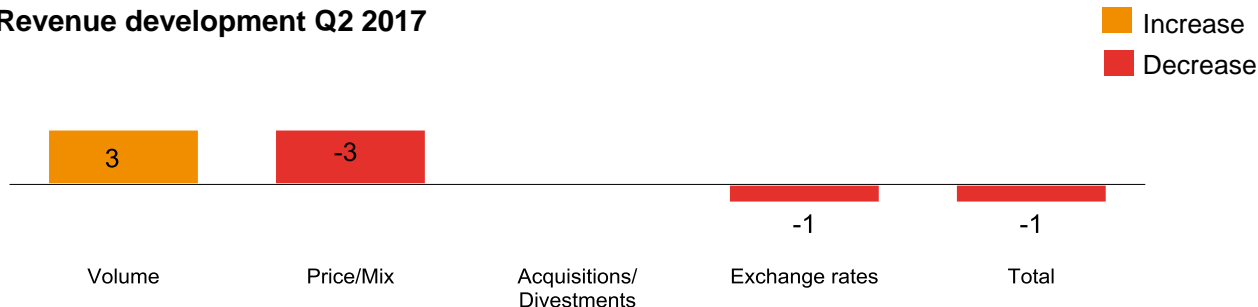 Revenue development Q2 2017
Increase
Decrease
3
-3
-1
-1
Volume
Price/Mix
Acquisitions/
Divestments
Exchange rates
Total